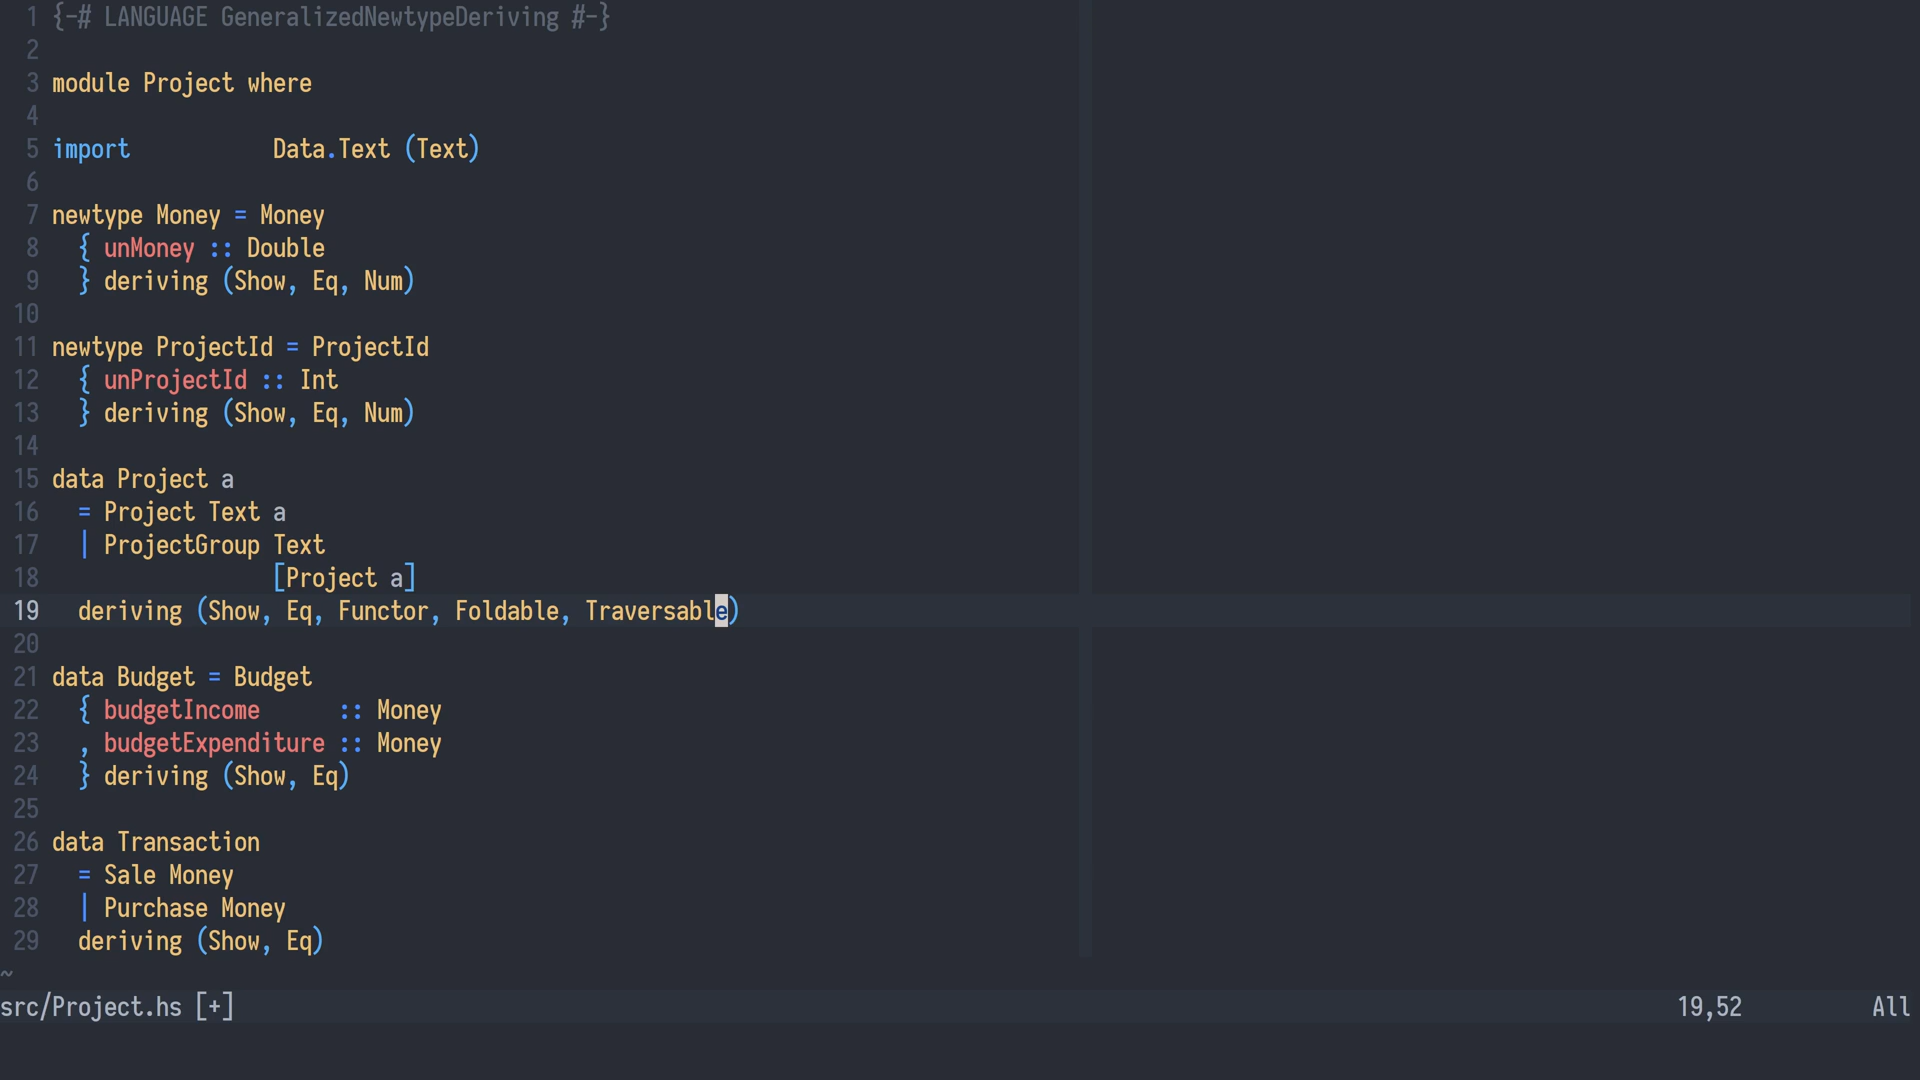 1 {-# LANGUAGE GeneralizedNewtypeDeriving #-}
2
3 module Project where
4
5 import           Data.Text (Text)
6
7 newtype Money = Money
8   { unMoney :: Double
9   } deriving (Show, Eq, Num)
10
11 newtype ProjectId = ProjectId
12   { unProjectId :: Int
13   } deriving (Show, Eq, Num)
14
15 data Project a
16   = Project Text a
17   | ProjectGroup Text
18                  [Project a]
19   deriving (Show, Eq, Functor, Foldable, Traversable)
20
21 data Budget = Budget
22   { budgetIncome      :: Money
23   , budgetExpenditure :: Money
24   } deriving (Show, Eq)
25
26 data Transaction
27   = Sale Money
28   | Purchase Money
29   deriving (Show, Eq)
~
src/Project.hs [+] 19,52 All